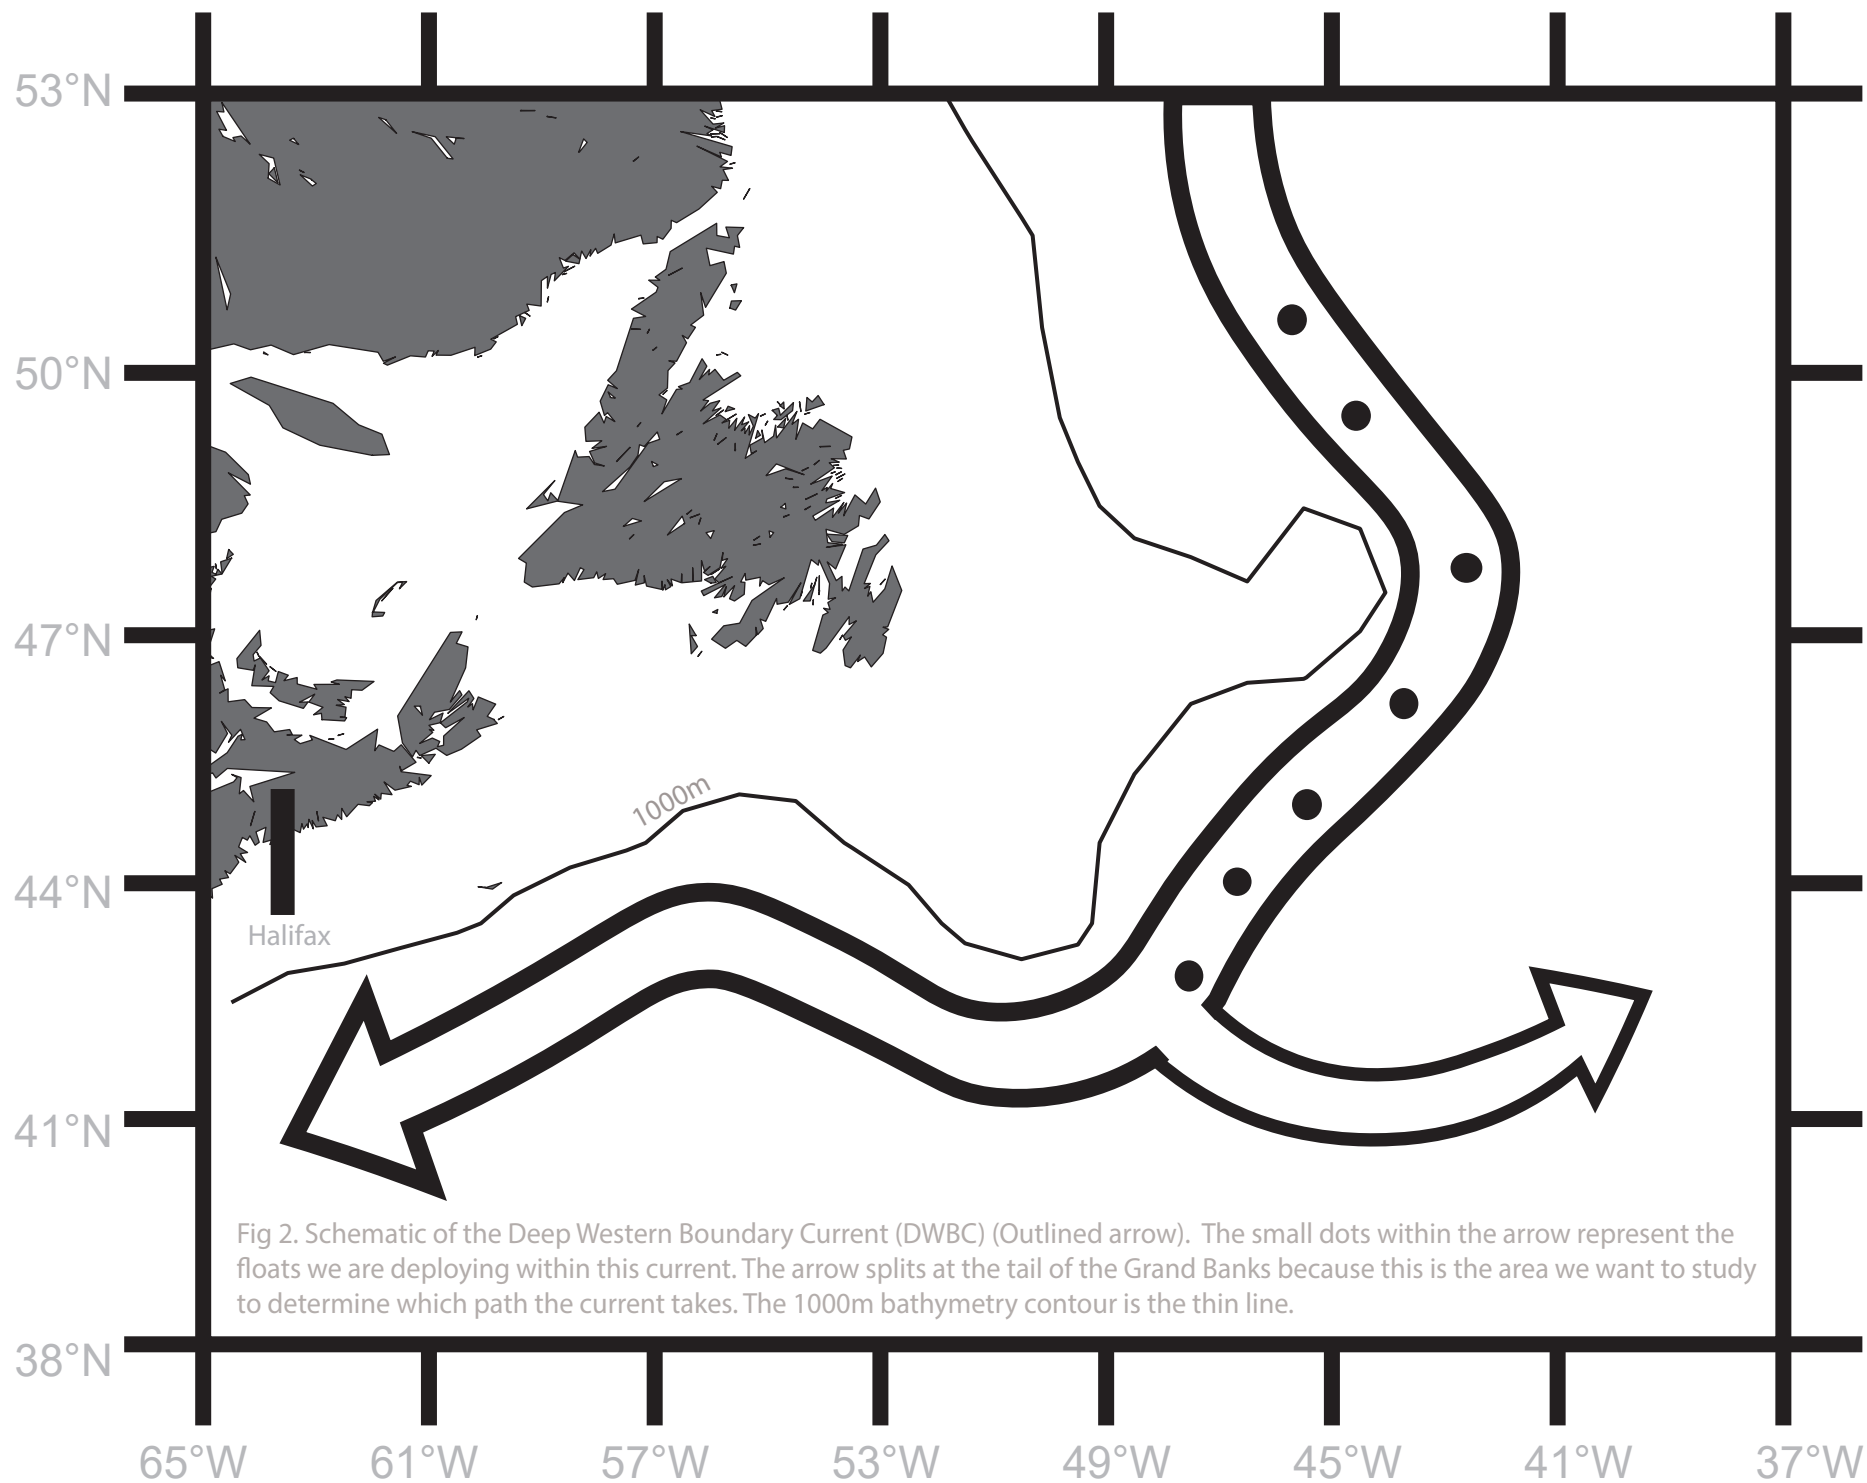 53°N
50°N
47°N
1000m
44°N
Halifax
41°N
Fig 2. Schematic of the Deep Western Boundary Current (DWBC) (Outlined arrow).  The small dots within the arrow represent the
floats we are deploying within this current. The arrow splits at the tail of the Grand Banks because this is the area we want to study
to determine which path the current takes. The 1000m bathymetry contour is the thin line.
38°N
65°W 61°W 57°W 53°W 49°W 45°W 41°W 37°W